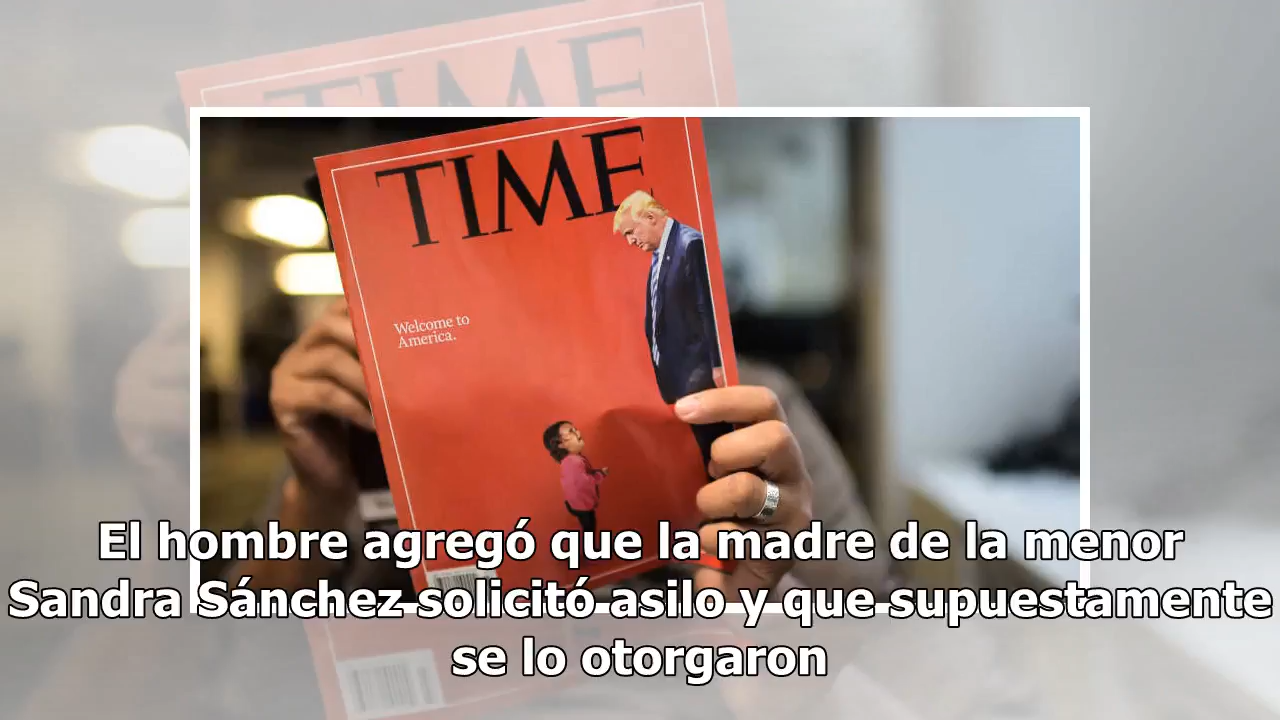 TIME
TIME
Welcome to
America.
El hombre agregó que la madre de la menor
Sandra Sánchez solicitó asilo y que supuestamente
se lo otorgaron